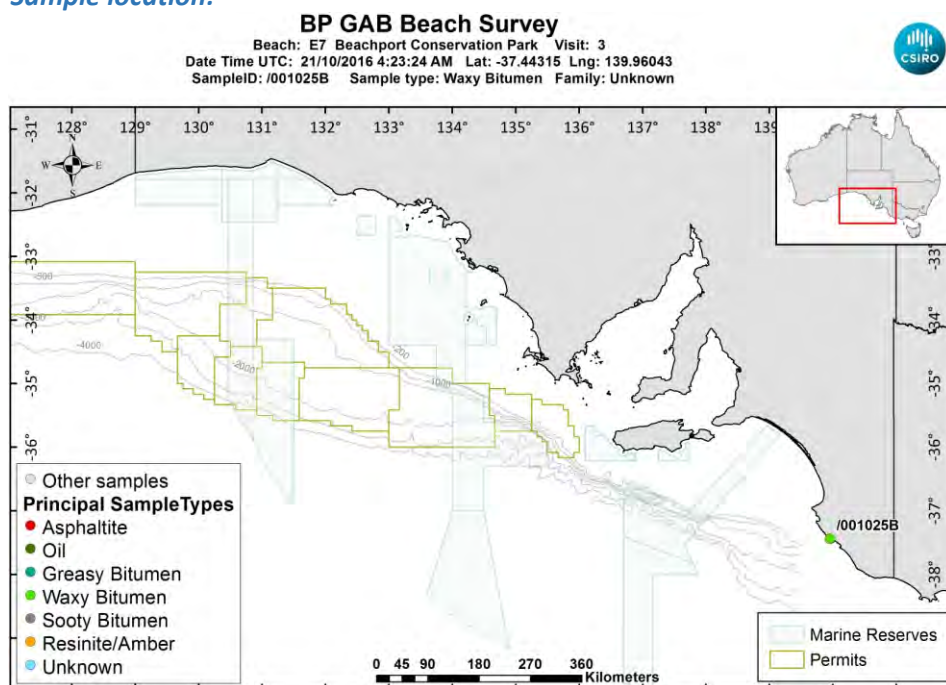 Sample location:
BP GAB Beach Survey
Beach: E7 Beachport Conservation Park Visit: 3
Date Time UTC: 21/10/2016 4:23:24 AM Lat: -37.44315 Lng: 139.96043
SampleID: /001025B Sample type: Waxy Bitumen Family: Unknown
CSIRO
128° 129° 130° 131° 132° 133° 134° 135° 136° 137° 138° 139
-31°
-32°
-33°
-34°
-35°
-36°
-37°
-38°
N
W E
S
-4000
-2000
-200
-1000
-34°
-35°
-36°
-37°
-38°
/001025B
Other samples
Principal SampleTypes
Asphaltite
Oil
Greasy Bitumen
Waxy Bitumen
Sooty Bitumen
Resinite/Amber
Unknown
0 45 90 180 270 360
Kilometers
Marine Reserves
Permits